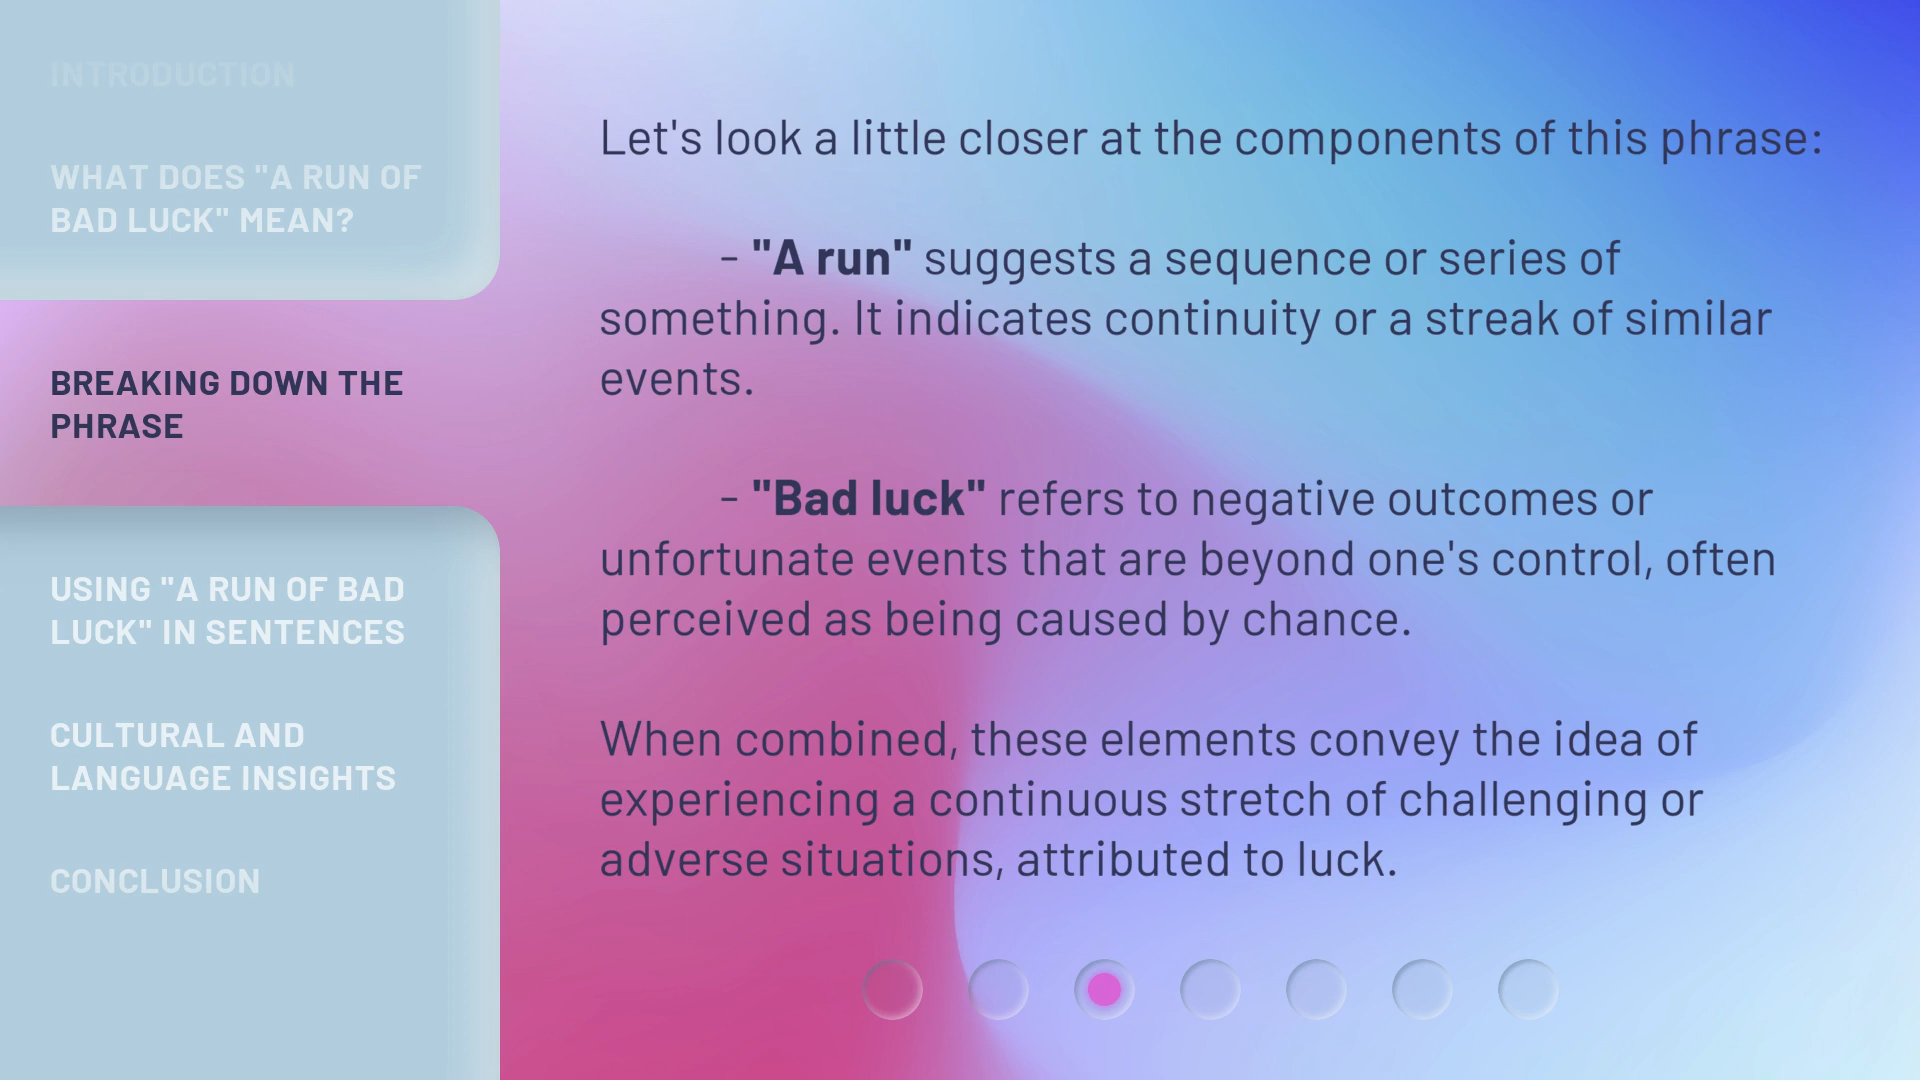 INTRODUCTION
WHAT DOES "A RUN OF
BAD LUCK" MEAN?
BREAKING DOWN THE
PHRASE
USING "A RUN OF BAD
LUCK" IN SENTENCES
CULTURAL AND
LANGUAGE INSIGHTS
CONCLUSION
Let's look a little closer at the components of this phrase:
- "A run" suggests a sequence or series of
something. It indicates continuity or a streak of similar
events.
- "Bad luck" refers to negative outcomes or
unfortunate events that are beyond one's control, often
perceived as being caused by chance.
When combined, these elements convey the idea of
experiencing a continuous stretch of challenging or
adverse situations, attributed to luck.